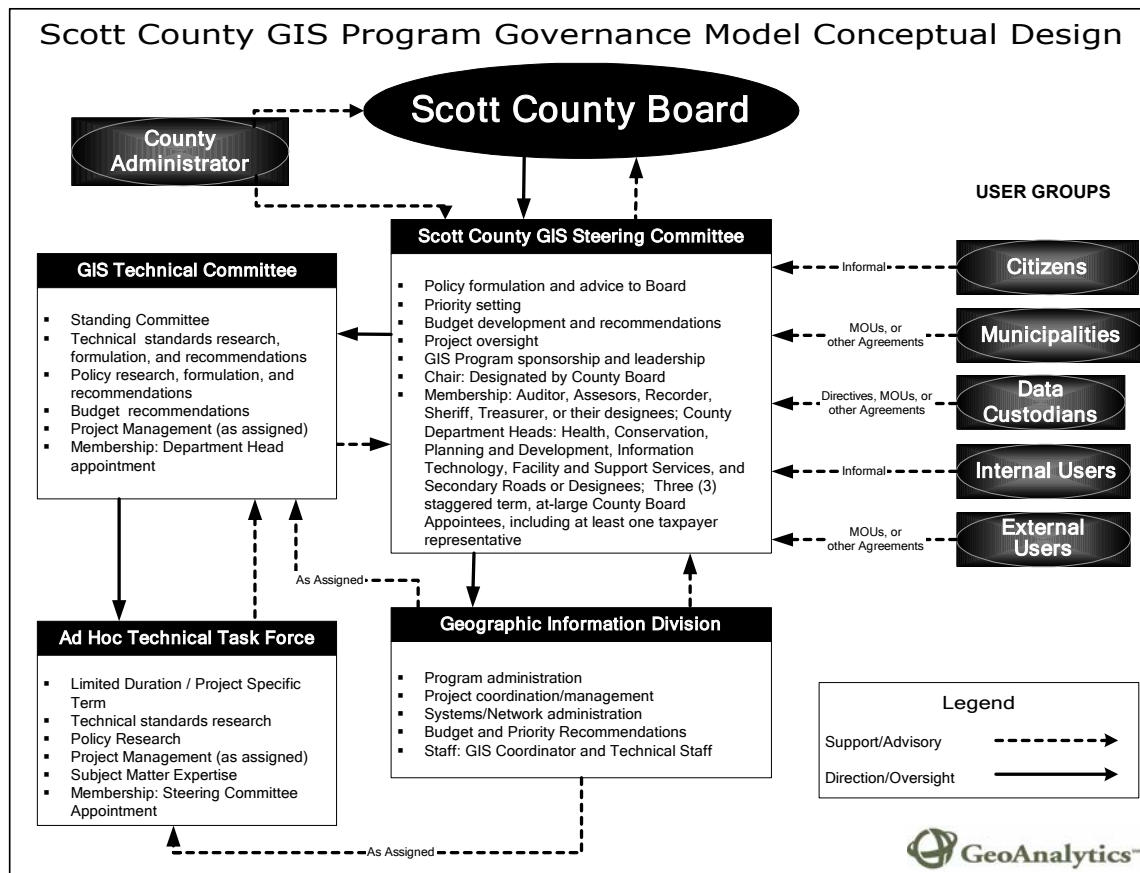 Scott County GIS Program Governance Model Conceptual Design
Scott County Board
County
Administrator
USER GROUPS
Scott County GIS Steering Committee
▪ Policy formulation and advice to Board
▪ Priority setting
▪ Budget development and recommendations
▪ Project oversight
▪ GIS Program sponsorship and leadership
▪ Chair: Designated by County Board
▪ Membership: Auditor, Assesors, Recorder,
Sheriff, Treasurer, or their designees; County
Department Heads: Health, Conservation,
Planning and Development, Information
Technology, Facility and Support Services, and
Secondary Roads or Designees; Three (3)
staggered term, at-large County Board
Appointees, including at least one taxpayer
representative
GIS Technical Committee
▪ Standing Committee
▪ Technical standards research,
formulation, and recommendations
▪ Policy research, formulation, and
recommendations
▪ Budget recommendations
▪ Project Management (as assigned)
▪ Membership: Department Head
appointment
Informal
Citizens
MOUs, or
other Agreements
Municipalities
Directives, MOUs, or
other Agreements
Data
Custodians
Informal
Internal Users
MOUs, or
other Agreements
External
Users
As Assigned
Ad Hoc Technical Task Force
▪ Limited Duration / Project Specific
Term
▪ Technical standards research
▪ Policy Research
▪ Project Management (as assigned)
▪ Subject Matter Expertise
▪ Membership: Steering Committee
Appointment
Geographic Information Division
▪ Program administration
▪ Project coordination/management
▪ Systems/Network administration
▪ Budget and Priority Recommendations
▪ Staff: GIS Coordinator and Technical Staff
As Assigned
Legend
Support/Advisory
Direction/Oversight
GeoAnalytics